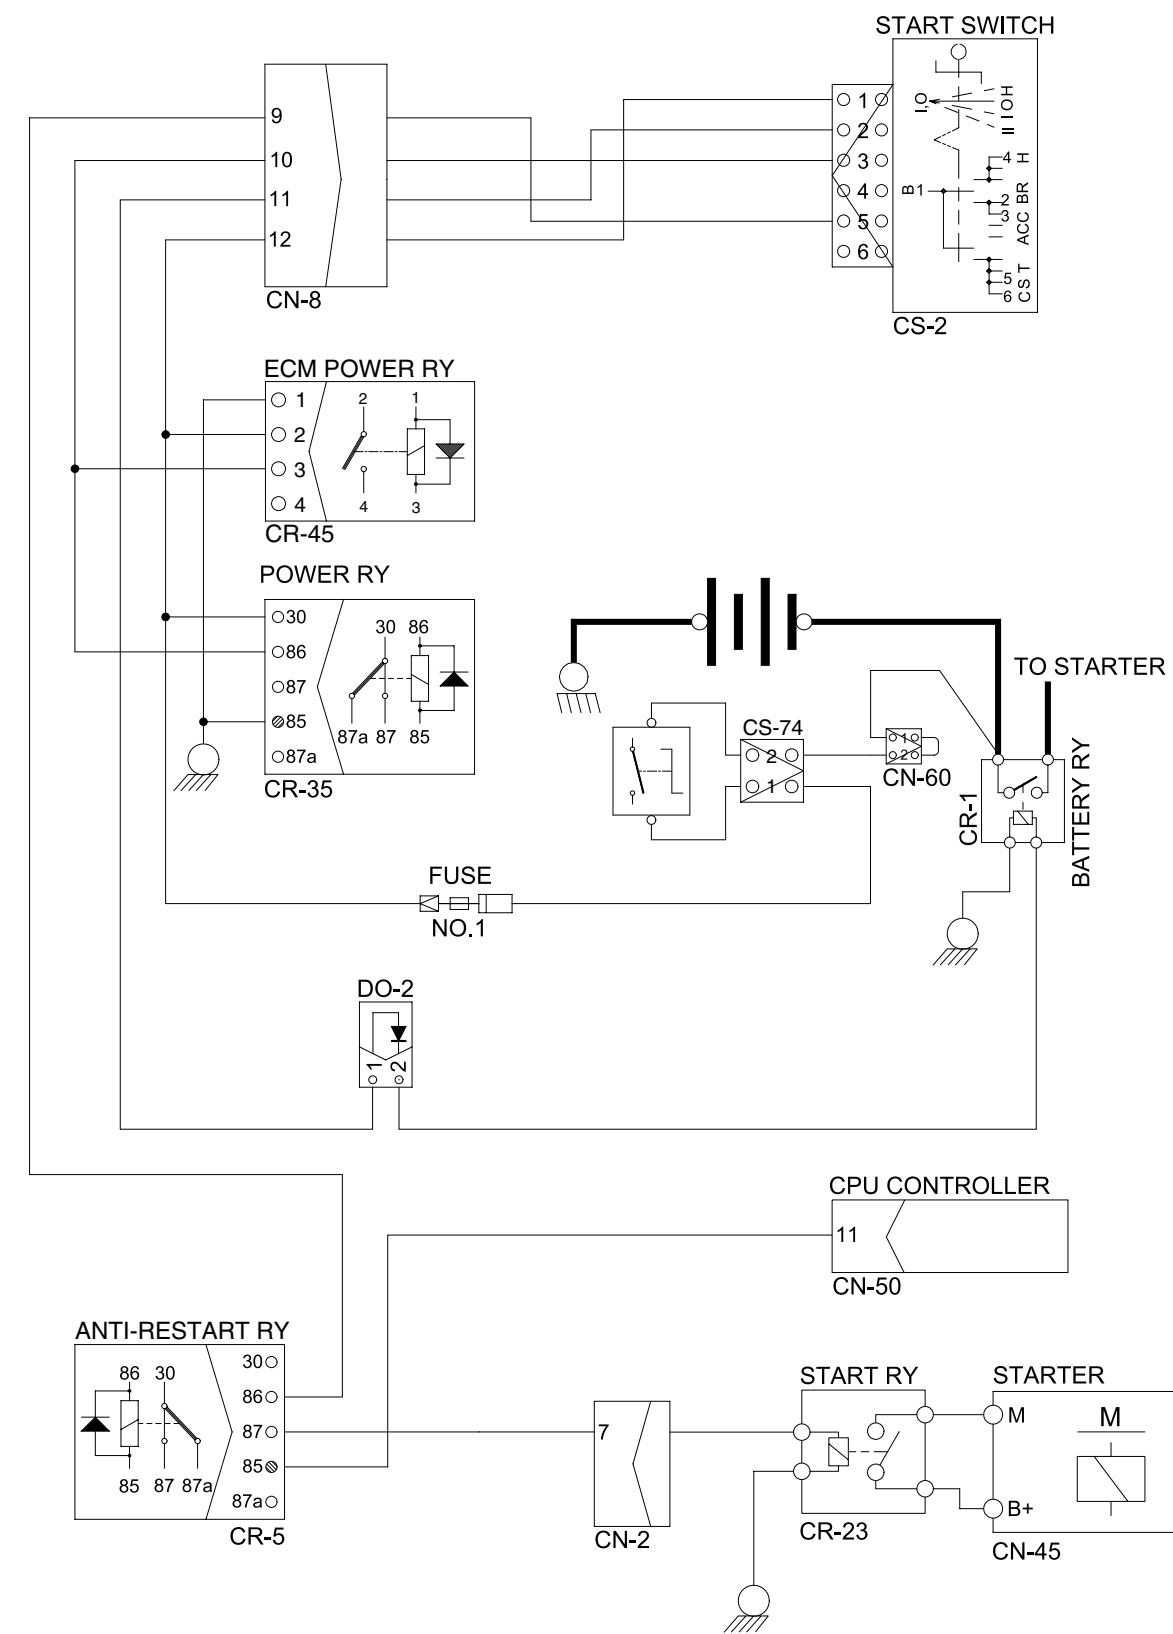 START SWITCH
I,O
II I O H
1
2
3
4
5
6
B 1
4 H
BR
2
3
ACC
T
5
6
CS
CS-2
9
10
11
12
CN-8
ECM POWER RY
1
2
3
4
2 1
4 3
CR-45
POWER RY
30
86
87
85
87a
30 86
87a 87 85
CR-35
TO STARTER
CS-74
2
1
1
2
CN-60
CR-1
BATTERY RY
FUSE
NO.1
DO-2
1
2
CPU CONTROLLER
11
CN-50
ANTI-RESTART RY
86 30
85 87 87a
30
86
87
85
87a
CR-5
7
CN-2
START RY
CR-23
STARTER
M
M
B+
CN-45